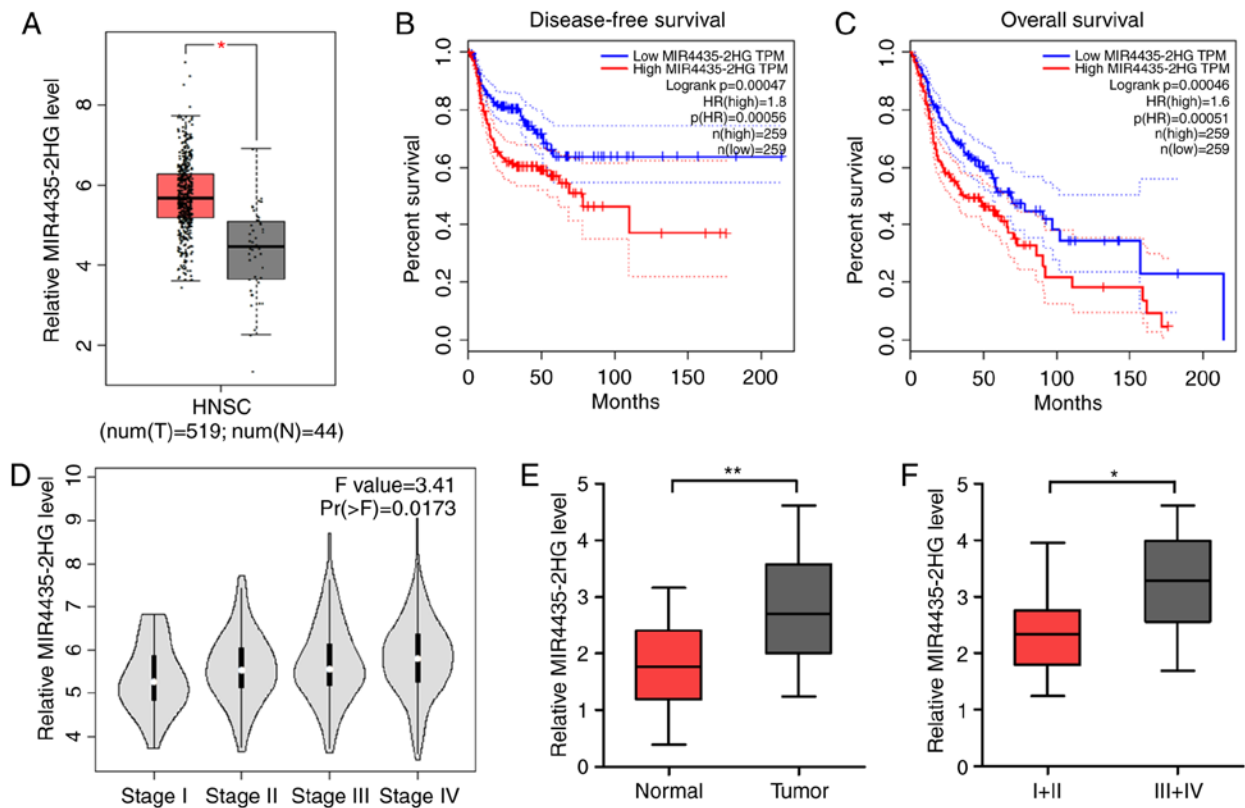 A
Relative MIR4435-2HG level
8
6
4
2
*
HNSC
(num(T)=519; num(N)=44)
B
Disease-free survival
Percent survival
1.0
0.8
0.6
0.4
0.2
0.0
Low MIR4435-2HG TPM
High MIR4435-2HG TPM
Logrank p=0.00047
HR(high)=1.8
p(HR)=0.00056
n(high)=259
n(low)=259
0 50 100 150 200
Months
C
Overall survival
Percent survival
1.0
0.8
0.6
0.4
0.2
0.0
Low MIR4435-2HG TPM
High MIR4435-2HG TPM
Logrank p=0.00046
HR(high)=1.6
p(HR)=0.00051
n(high)=259
n(low)=259
0 50 100 150 200
Months
D
Relative MIR4435-2HG level
10
9
8
7
6
5
4
F value=3.41
Pr(>F)=0.0173
Stage I Stage II Stage III Stage IV
E
Relative MIR4435-2HG level
5
4
3
2
1
0
**
Normal Tumor
F
Relative MIR4435-2HG level
5
4
3
2
1
0
*
I+II III+IV